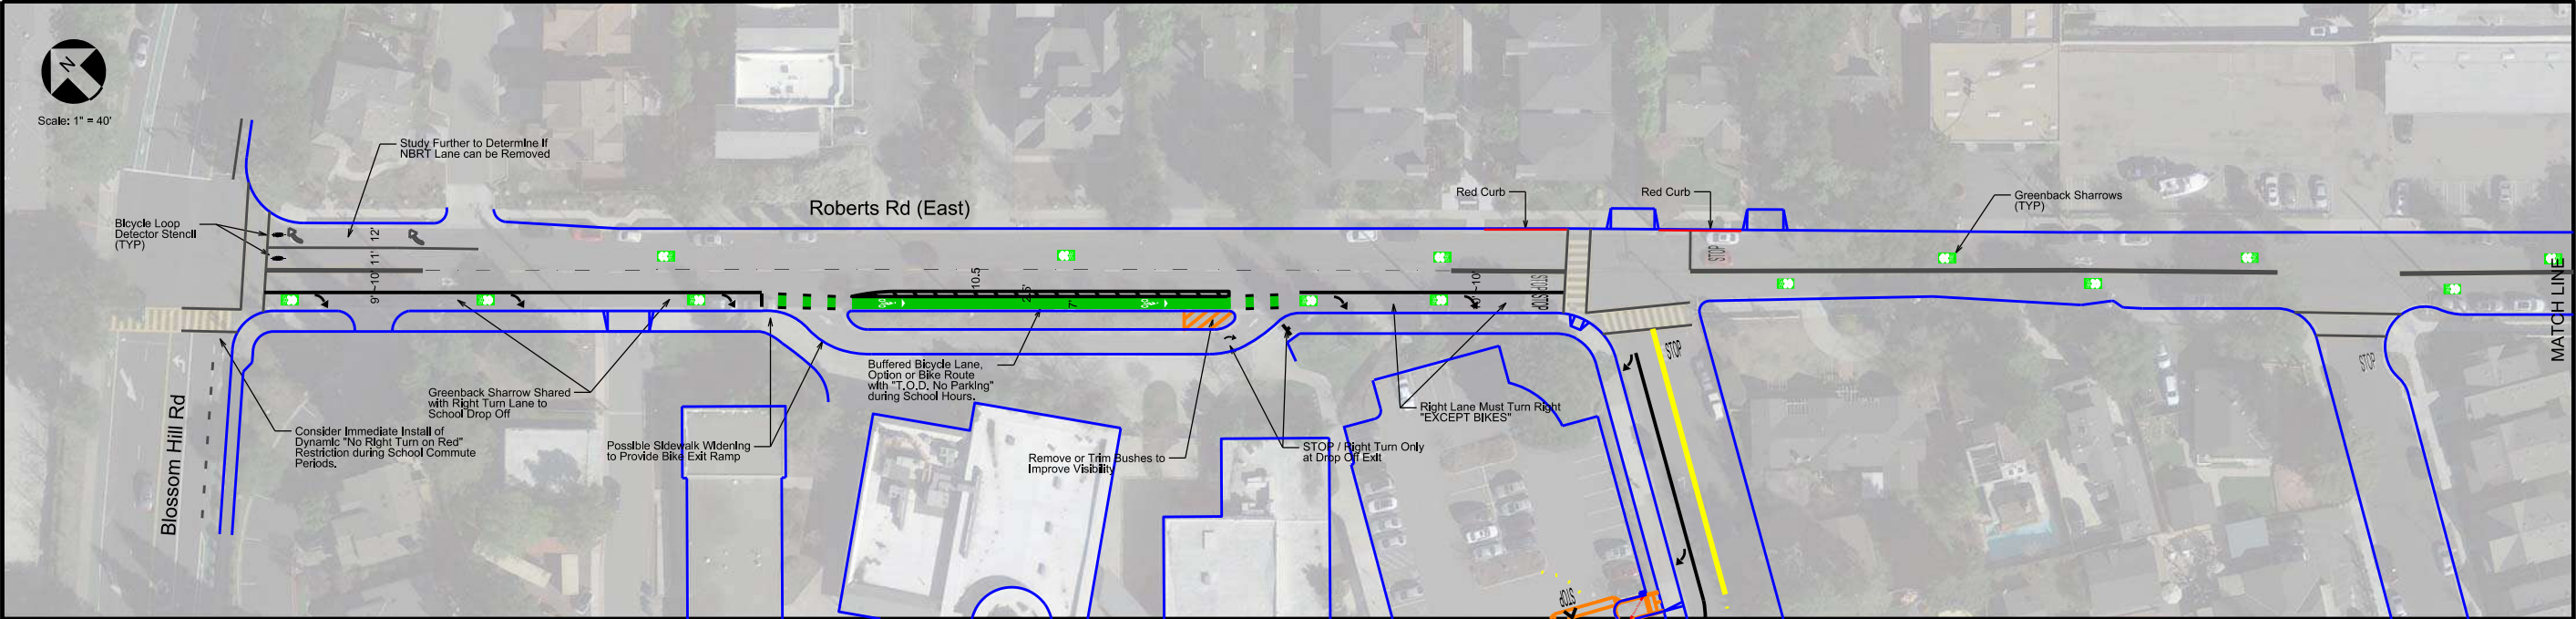 N
Scale: 1" = 40'
Study Further to Determine if
NBRT Lane can be Removed
Bicycle Loop
Detector Stencil
(TYP)
Roberts Rd (East)
Red Curb
Red Curb
Greenback Sharrows
(TYP)
12'
11'
9'~10'
10.5
2.5'
7'
STOP
STOP
STOP
MATCH LINE
Blossom Hill Rd
Consider Immediate Install of
Dynamic "No Right Turn on Red"
Restriction during School Commute
Periods.
Greenback Sharrow Shared
with Right Turn Lane to
School Drop Off
Possible Sidewalk Widening
to Provide Bike Exit Ramp
Buffered Bicycle Lane,
Option or Bike Route
with "T.O.D. No Parking"
during School Hours.
Remove or Trim Bushes to
Improve Visibility
STOP / Right Turn Only
at Drop Off Exit
Right Lane Must Turn Right
"EXCEPT BIKES"
STOP
STOP
STOP